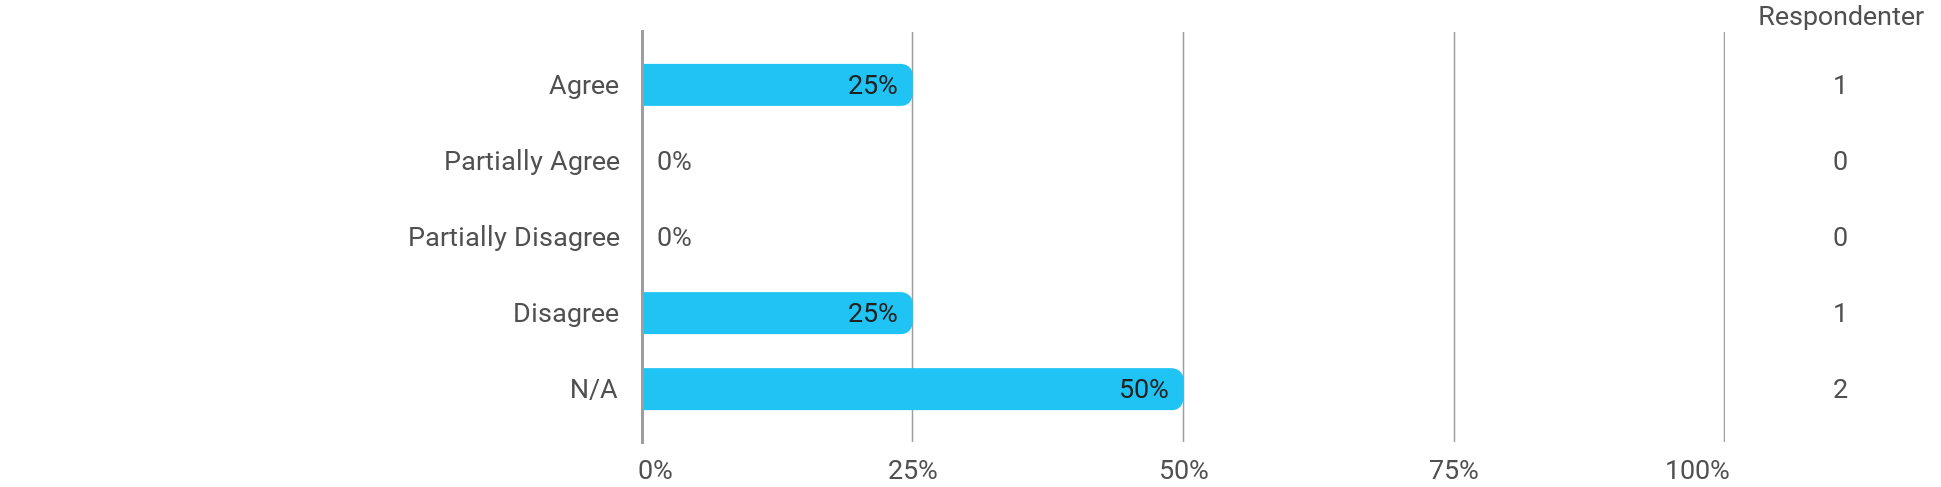 Respondenter
Agree 25% 1
Partially Agree 0% 0
Partially Disagree 0% 0
Disagree 25% 1
N/A 50% 2
0% 25% 50% 75% 100%